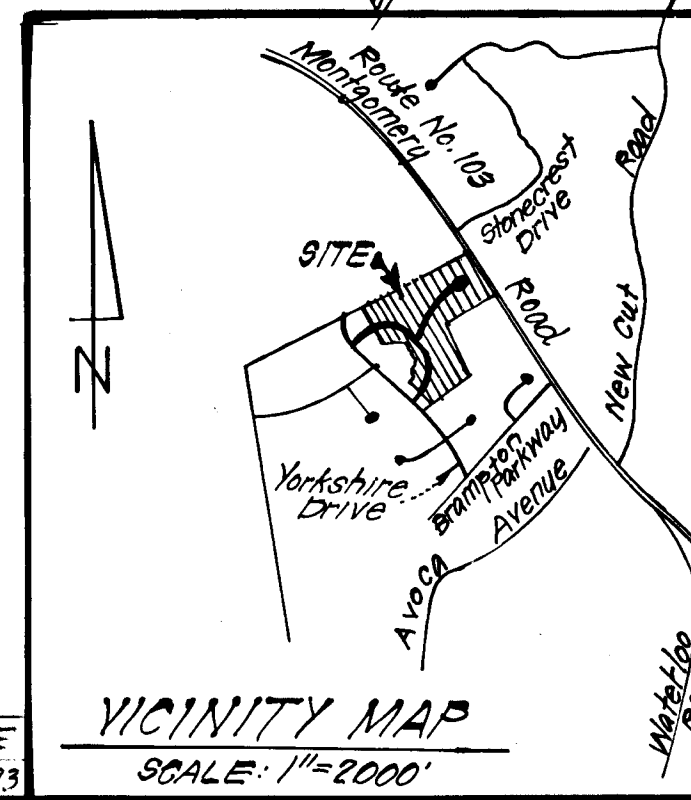 Route No. 103
Montgomery
Road
Stonecrest
Drive
Road
New Cut
SITE
N
Yorkshire
Drive
Brampton
Parkway
Avoca
Avenue
Waterloo
VICINITY MAP
SCALE: 1"=2000'